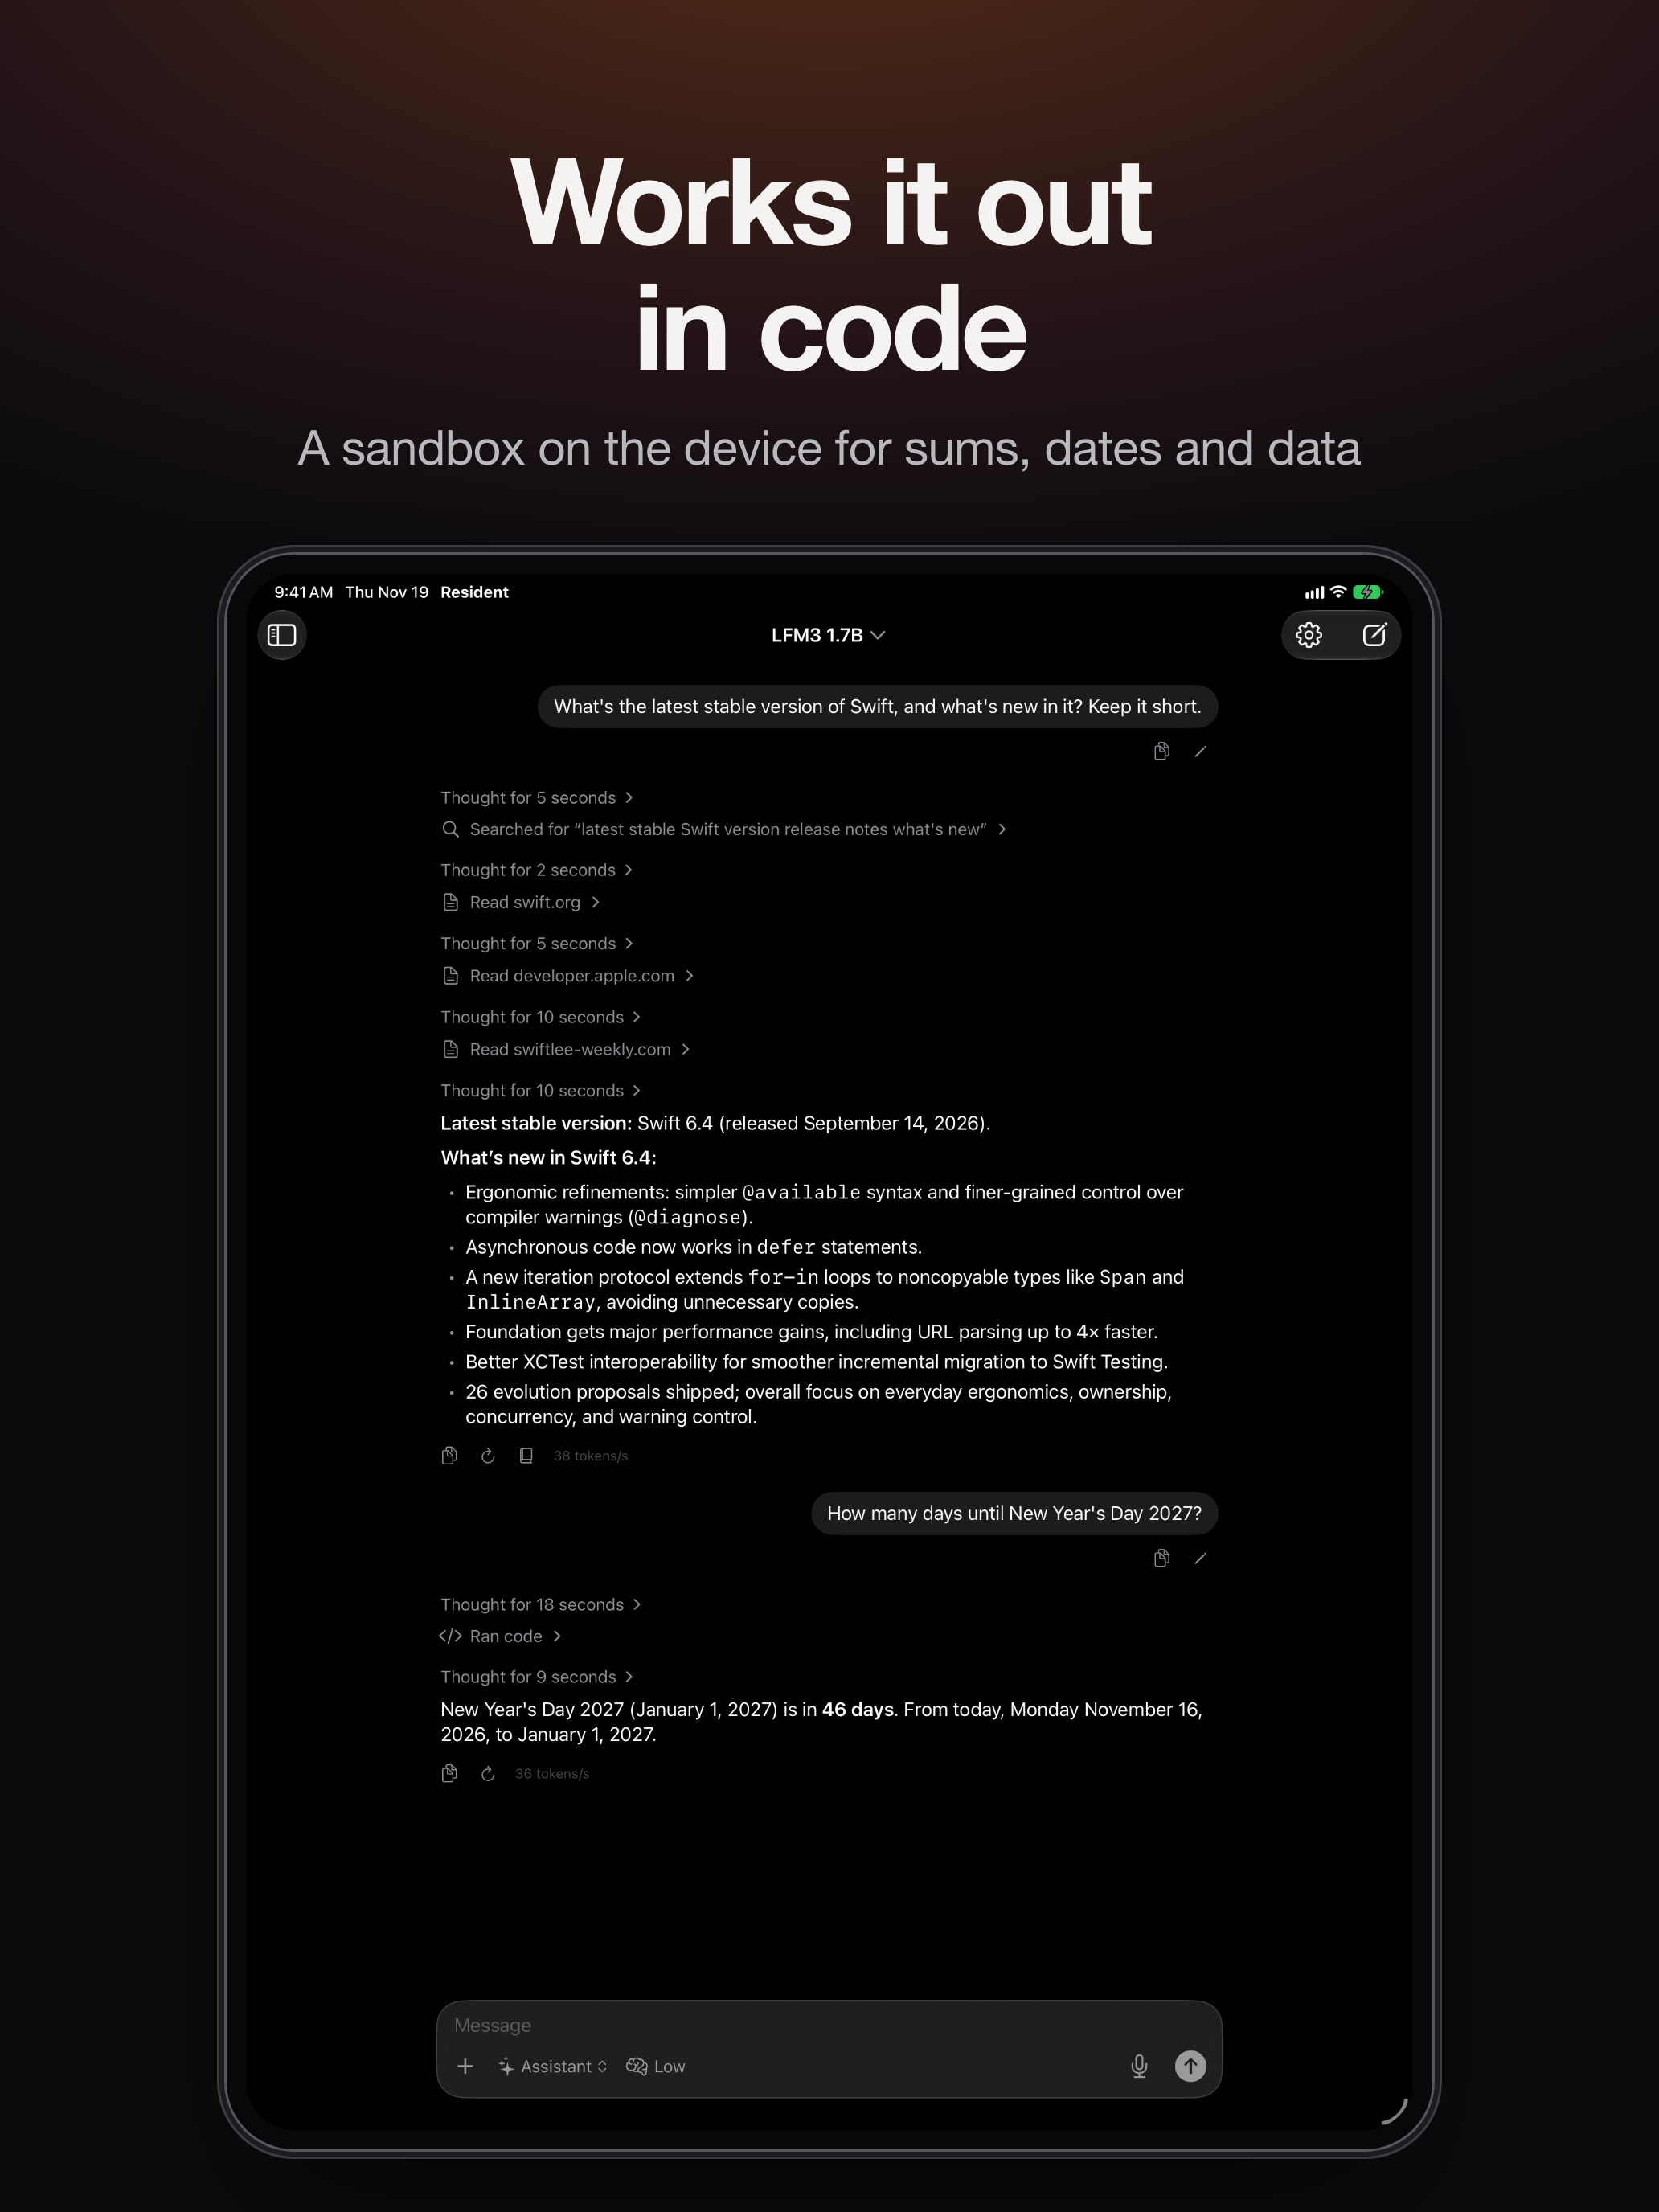 Works it out
in code
A sandbox on the device for sums, dates and data
9:41 AM Thu Nov 19 Resident
LFM3 1.7B
What's the latest stable version of Swift, and what's new in it? Keep it short.
Thought for 5 seconds
Searched for “latest stable Swift version release notes what's new”
Thought for 2 seconds
Read swift.org
Thought for 5 seconds
Read developer.apple.com
Thought for 10 seconds
Read swiftlee-weekly.com
Thought for 10 seconds
Latest stable version: Swift 6.4 (released September 14, 2026).
What’s new in Swift 6.4:
• Ergonomic refinements: simpler @available syntax and finer-grained control over
compiler warnings (@diagnose).
• Asynchronous code now works in defer statements.
• A new iteration protocol extends for-in loops to noncopyable types like Span and
InlineArray, avoiding unnecessary copies.
• Foundation gets major performance gains, including URL parsing up to 4× faster.
• Better XCTest interoperability for smoother incremental migration to Swift Testing.
• 26 evolution proposals shipped; overall focus on everyday ergonomics, ownership,
concurrency, and warning control.
38 tokens/s
How many days until New Year's Day 2027?
Thought for 18 seconds
</> Ran code
Thought for 9 seconds
New Year's Day 2027 (January 1, 2027) is in 46 days. From today, Monday November 16,
2026, to January 1, 2027.
36 tokens/s
Message
Assistant Low